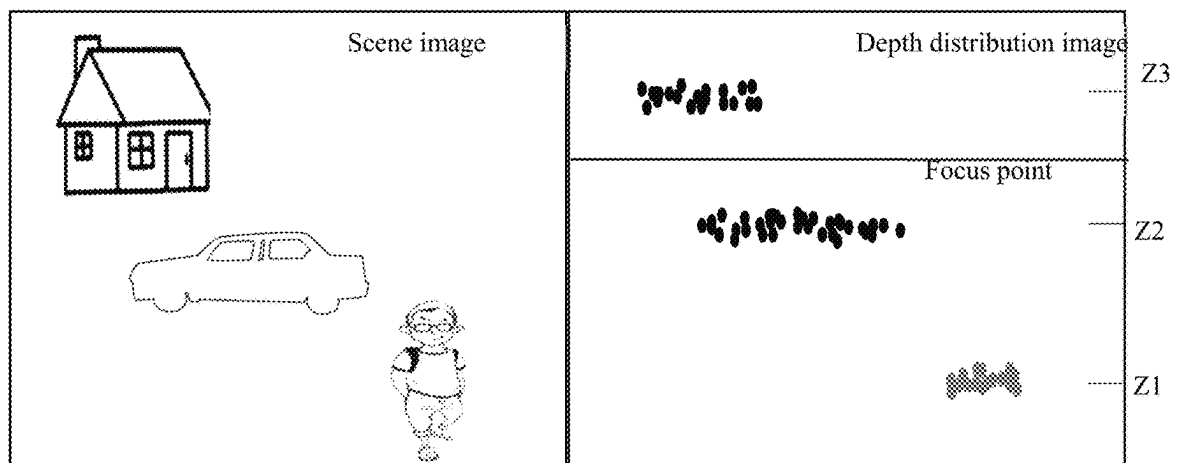 Scene image
Depth distribution image
Z3
Focus point
Z2
Z1